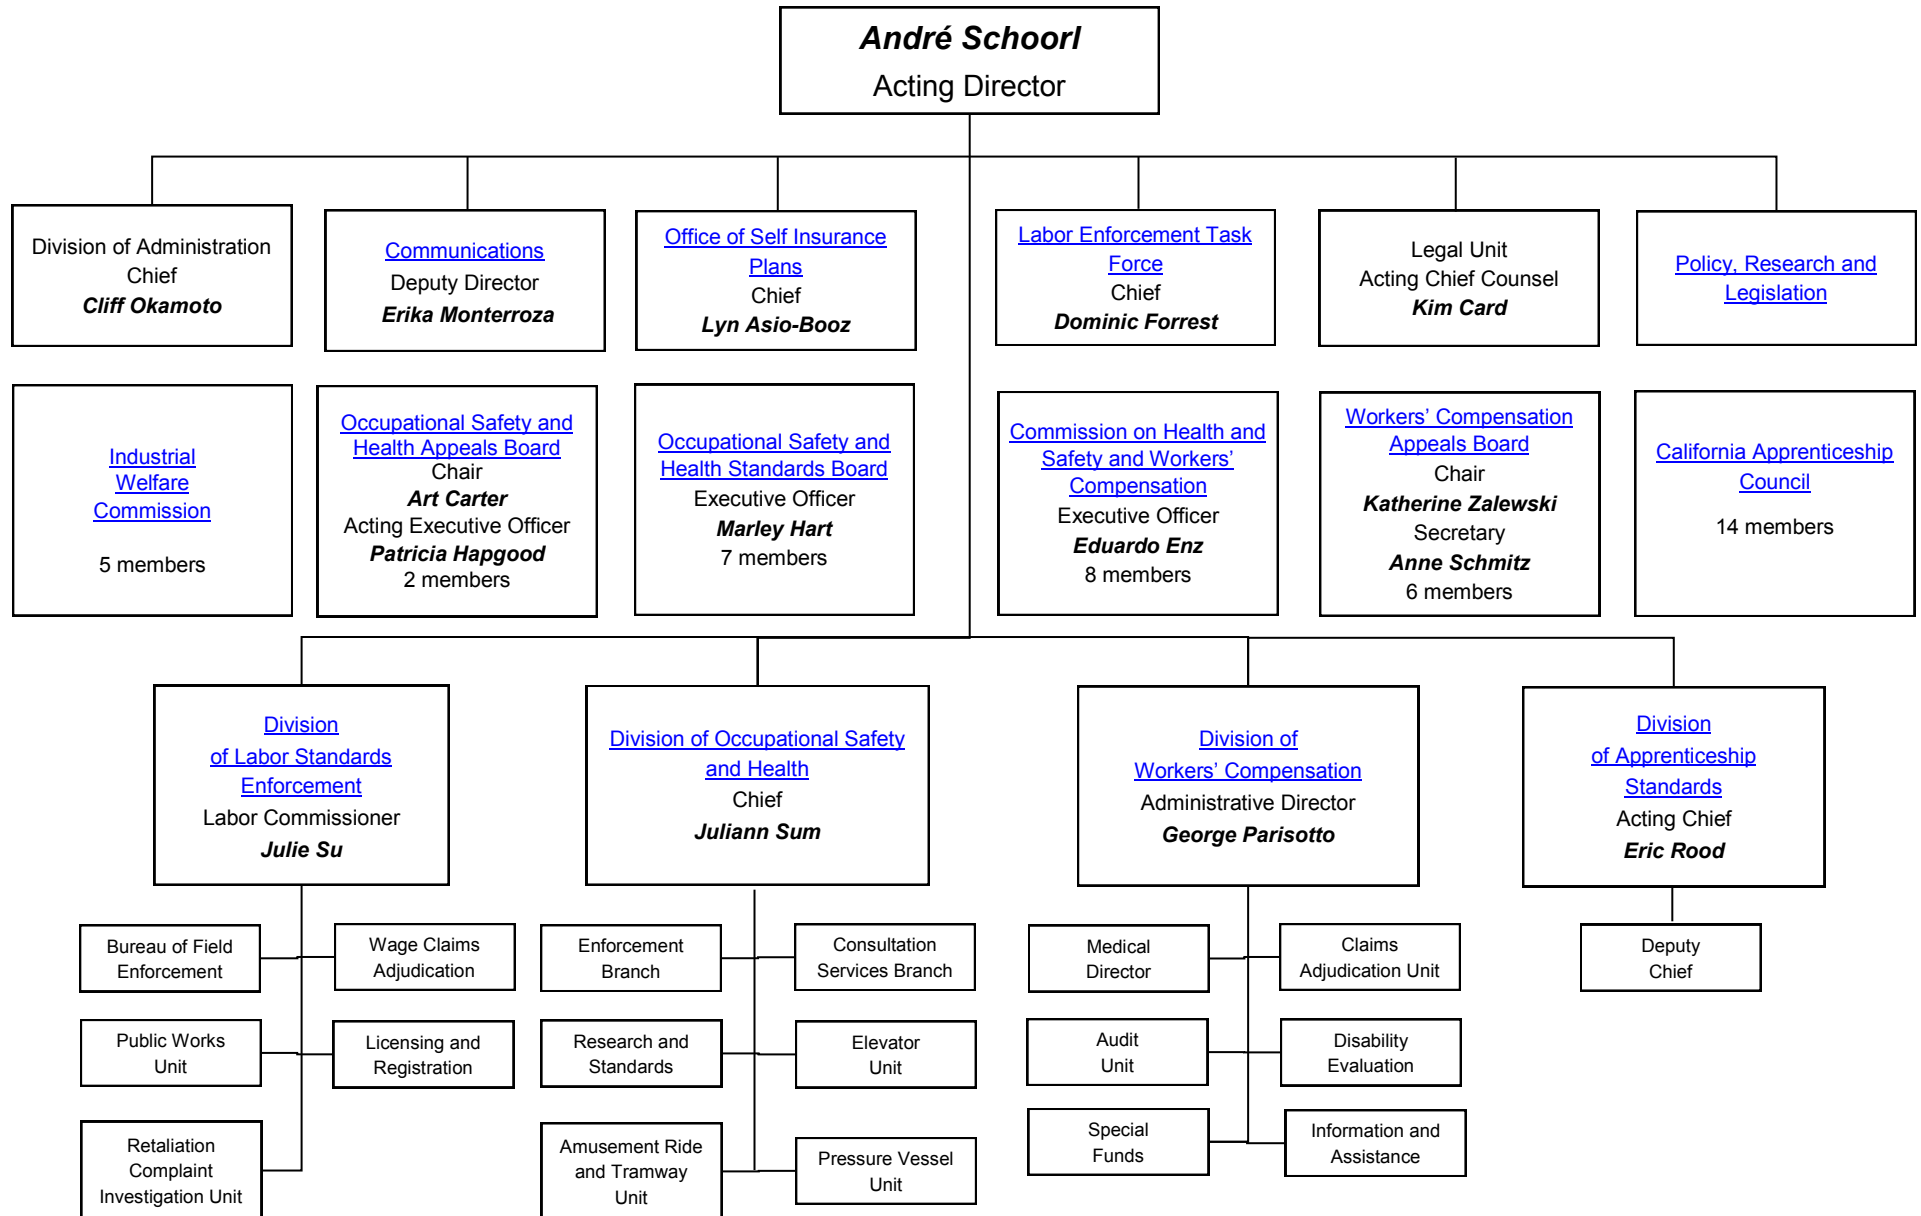 André Schoorl
Acting Director
Division of Administration
Chief
Cliff Okamoto
Communications
Deputy Director
Erika Monterroza
Office of Self Insurance
Plans
Chief
Lyn Asio-Booz
Labor Enforcement Task
Force
Chief
Dominic Forrest
Legal Unit
Acting Chief Counsel
Kim Card
Policy, Research and
Legislation
Industrial
Welfare
Commission
5 members
Occupational Safety and
Health Appeals Board
Chair
Art Carter
Acting Executive Officer
Patricia Hapgood
2 members
Occupational Safety and
Health Standards Board
Executive Officer
Marley Hart
7 members
Commission on Health and
Safety and Workers’
Compensation
Executive Officer
Eduardo Enz
8 members
Workers’ Compensation
Appeals Board
Chair
Katherine Zalewski
Secretary
Anne Schmitz
6 members
California Apprenticeship
Council
14 members
Division
of Labor Standards
Enforcement
Labor Commissioner
Julie Su
Division of Occupational Safety
and Health
Chief
Juliann Sum
Division of
Workers’ Compensation
Administrative Director
George Parisotto
Division
of Apprenticeship
Standards
Acting Chief
Eric Rood
Bureau of Field
Enforcement
Wage Claims
Adjudication
Public Works
Unit
Licensing and
Registration
Retaliation
Complaint
Investigation Unit
Enforcement
Branch
Consultation
Services Branch
Research and
Standards
Elevator
Unit
Amusement Ride
and Tramway
Unit
Pressure Vessel
Unit
Medical
Director
Claims
Adjudication Unit
Audit
Unit
Disability
Evaluation
Special
Funds
Information and
Assistance
Deputy
Chief